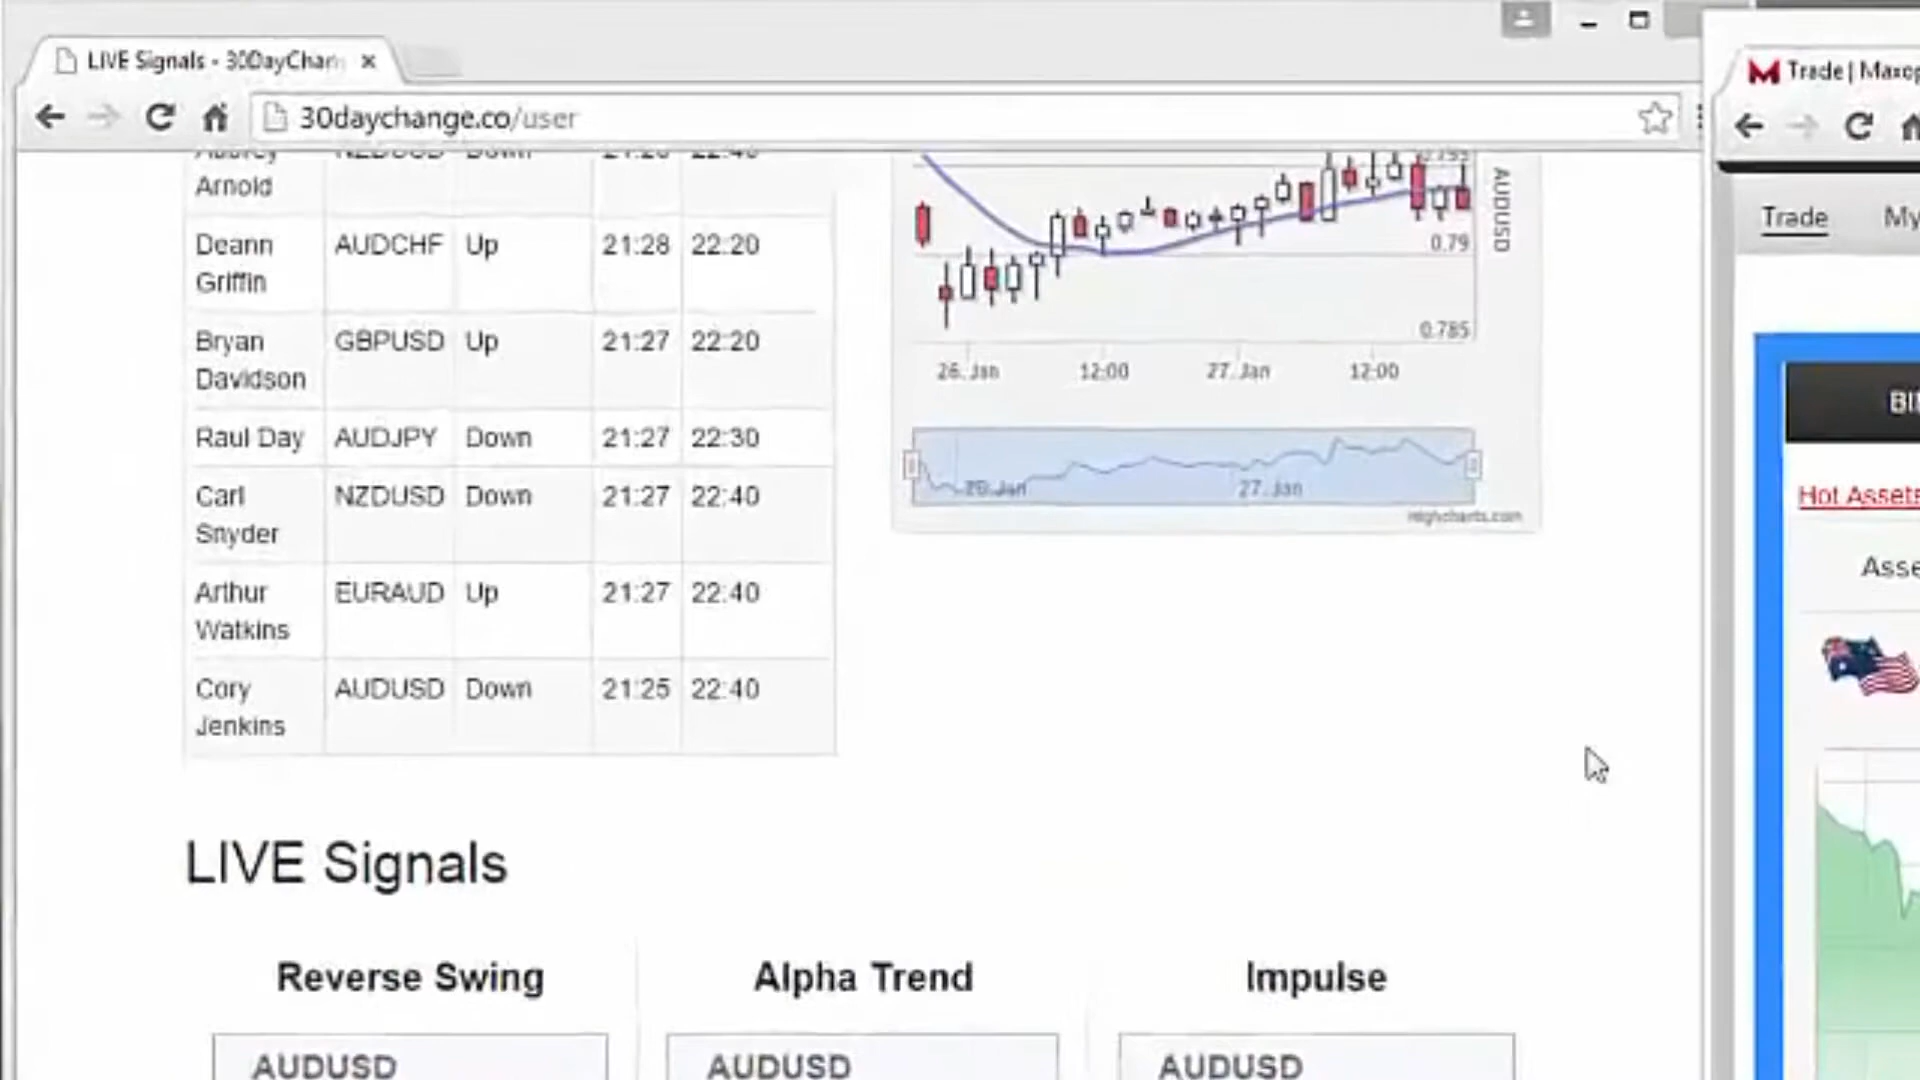 LIVE Signals - 30DayChan
Trade | Maxop
30daychange.co/user
Trade
My
Arnold
Deann Griffin AUDCHF Up 21:28 22:20
Bryan Davidson GBPUSD Up 21:27 22:20
Raul Day AUDJPY Down 21:27 22:30
Carl Snyder NZDUSD Down 21:27 22:40
Arthur Watkins EURAUD Up 21:27 22:40
Cory Jenkins AUDUSD Down 21:25 22:40
AUDUSD
0.79
0.785
26. Jan 12:00 27. Jan 12:00
26. Jan 27. Jan
Highcharts.com
BI
Hot Assets
Asse
LIVE Signals
Reverse Swing Alpha Trend Impulse
AUDUSD AUDUSD AUDUSD